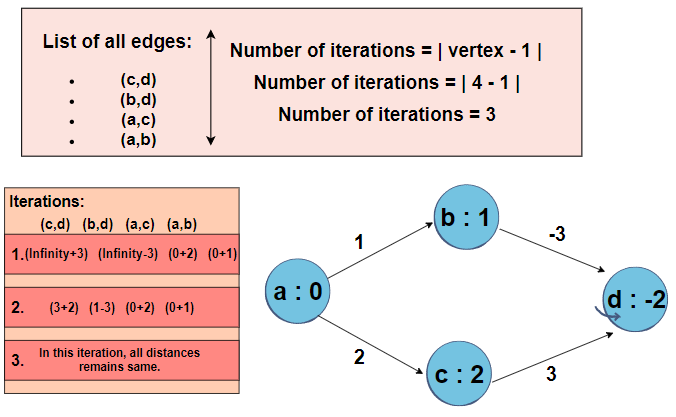 List of all edges:
• (c,d)
• (b,d)
• (a,c)
• (a,b)
Number of iterations = | vertex - 1 |
Number of iterations = | 4 - 1 |
Number of iterations = 3
Iterations:
(c,d) (b,d) (a,c) (a,b)
1.(Infinity+3) (Infinity-3) (0+2) (0+1)
2. (3+2) (1-3) (0+2) (0+1)
3. In this iteration, all distances
remains same.
b : 1
1
-3
a : 0
d : -2
2
3
c : 2